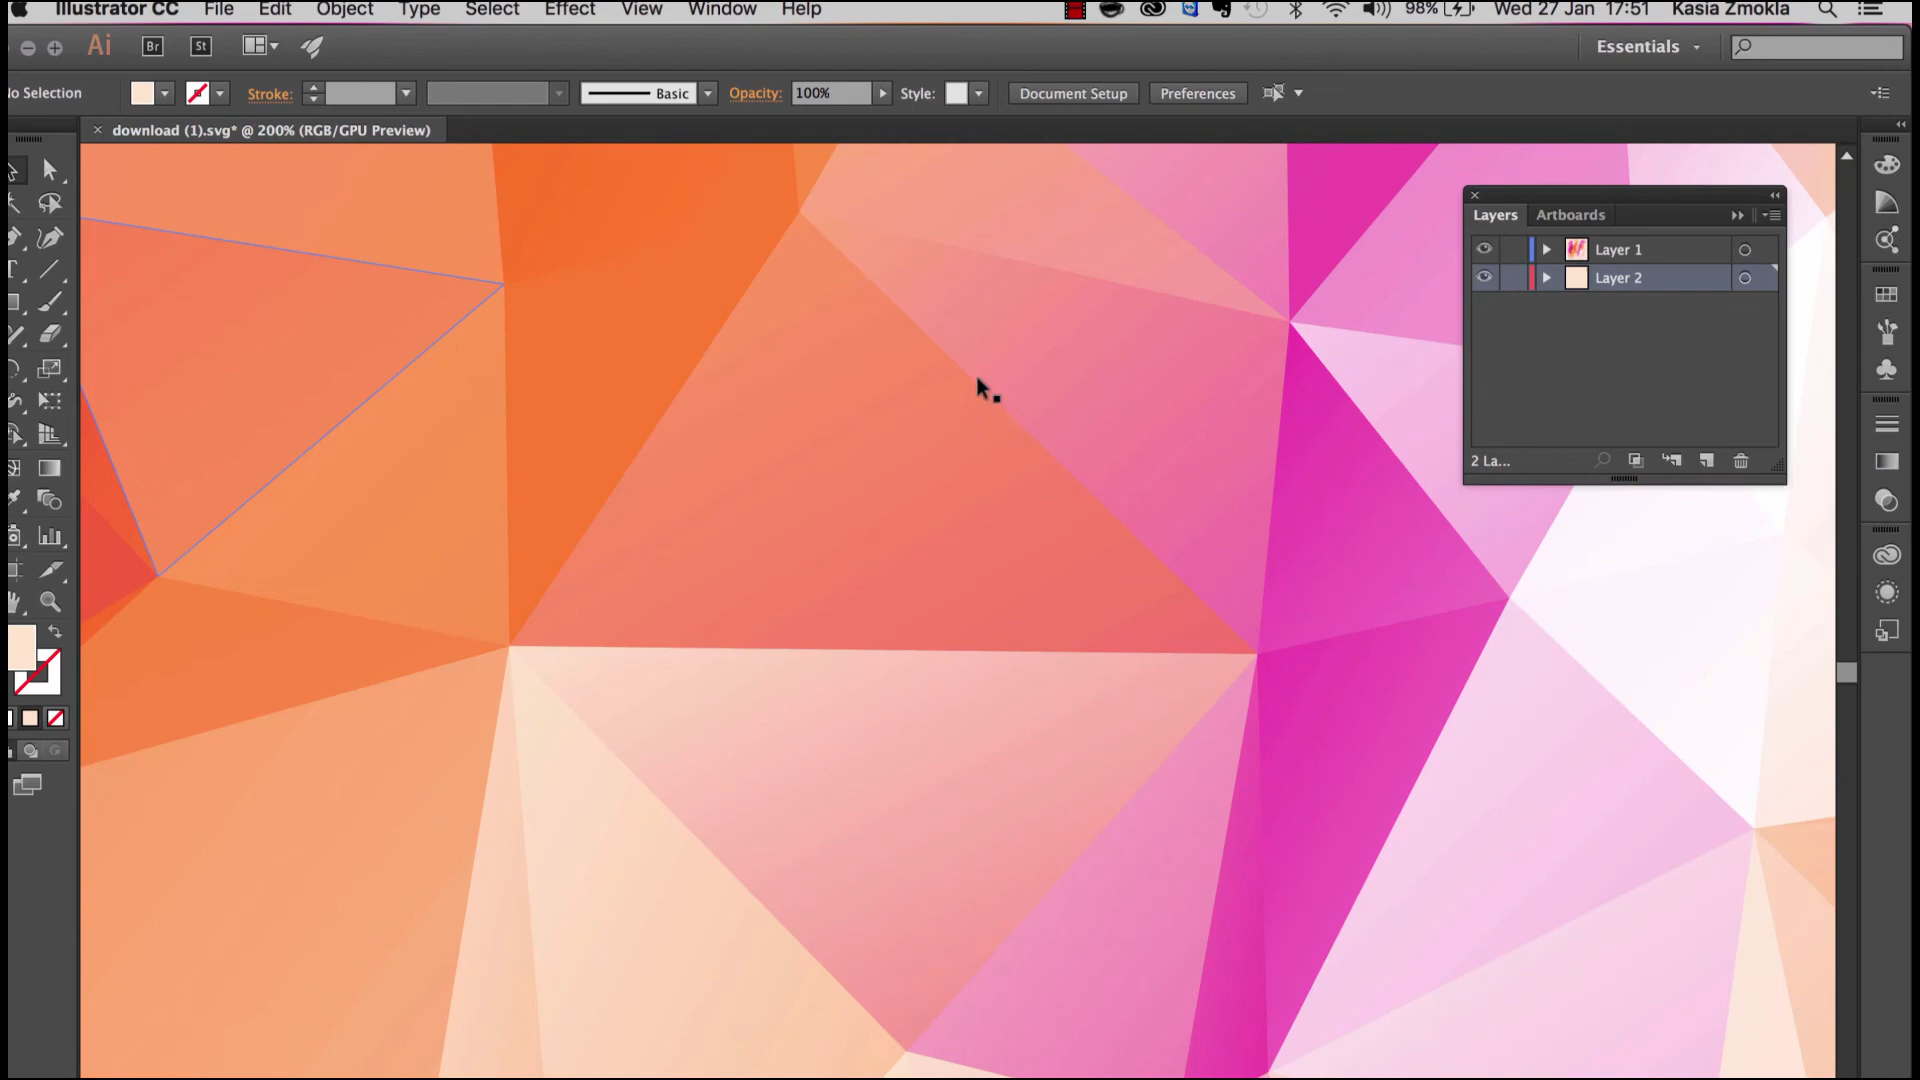 Illustrator CC File Edit Object Type Select Effect View Window Help 98% Wed 27 Jan 17:51 Kasia Zmokla
Ai Br St Essentials
No Selection Stroke: Basic Opacity: 100% Style: Document Setup Preferences
× download (1).svg* @ 200% (RGB/GPU Preview)
Layers Artboards
Layer 1
Layer 2
2 La...